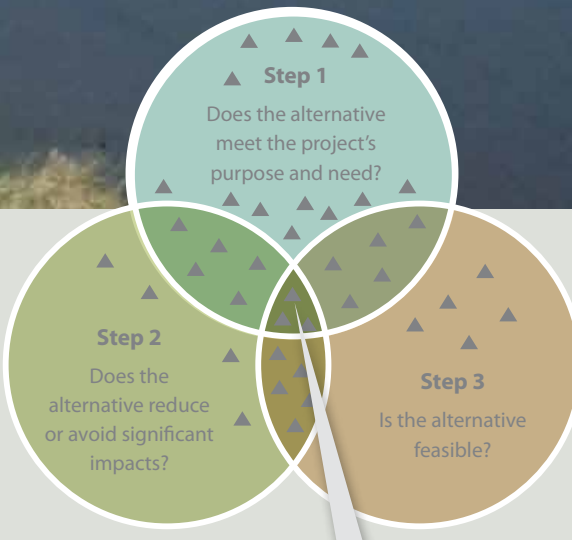 Step 1
Does the alternative
meet the project's
purpose and need?
Step 2
Does the
alternative reduce
or avoid significant
impacts?
Step 3
Is the alternative
feasible?